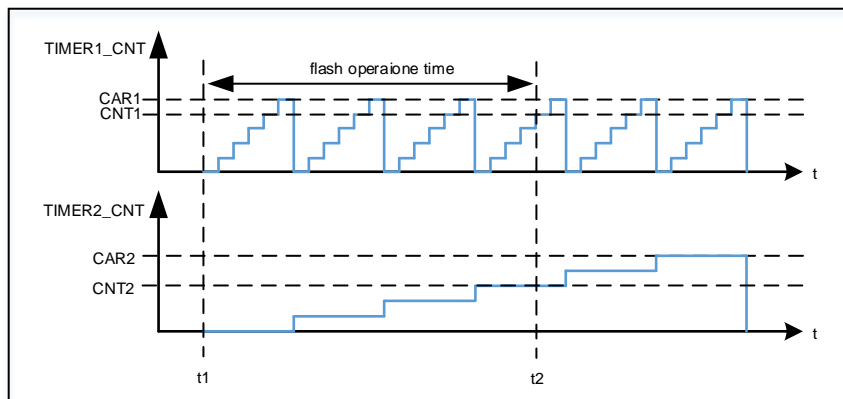 TIMER1_CNT
flash operaione time
CAR1
CNT1
t
TIMER2_CNT
CAR2
CNT2
t
t1
t2